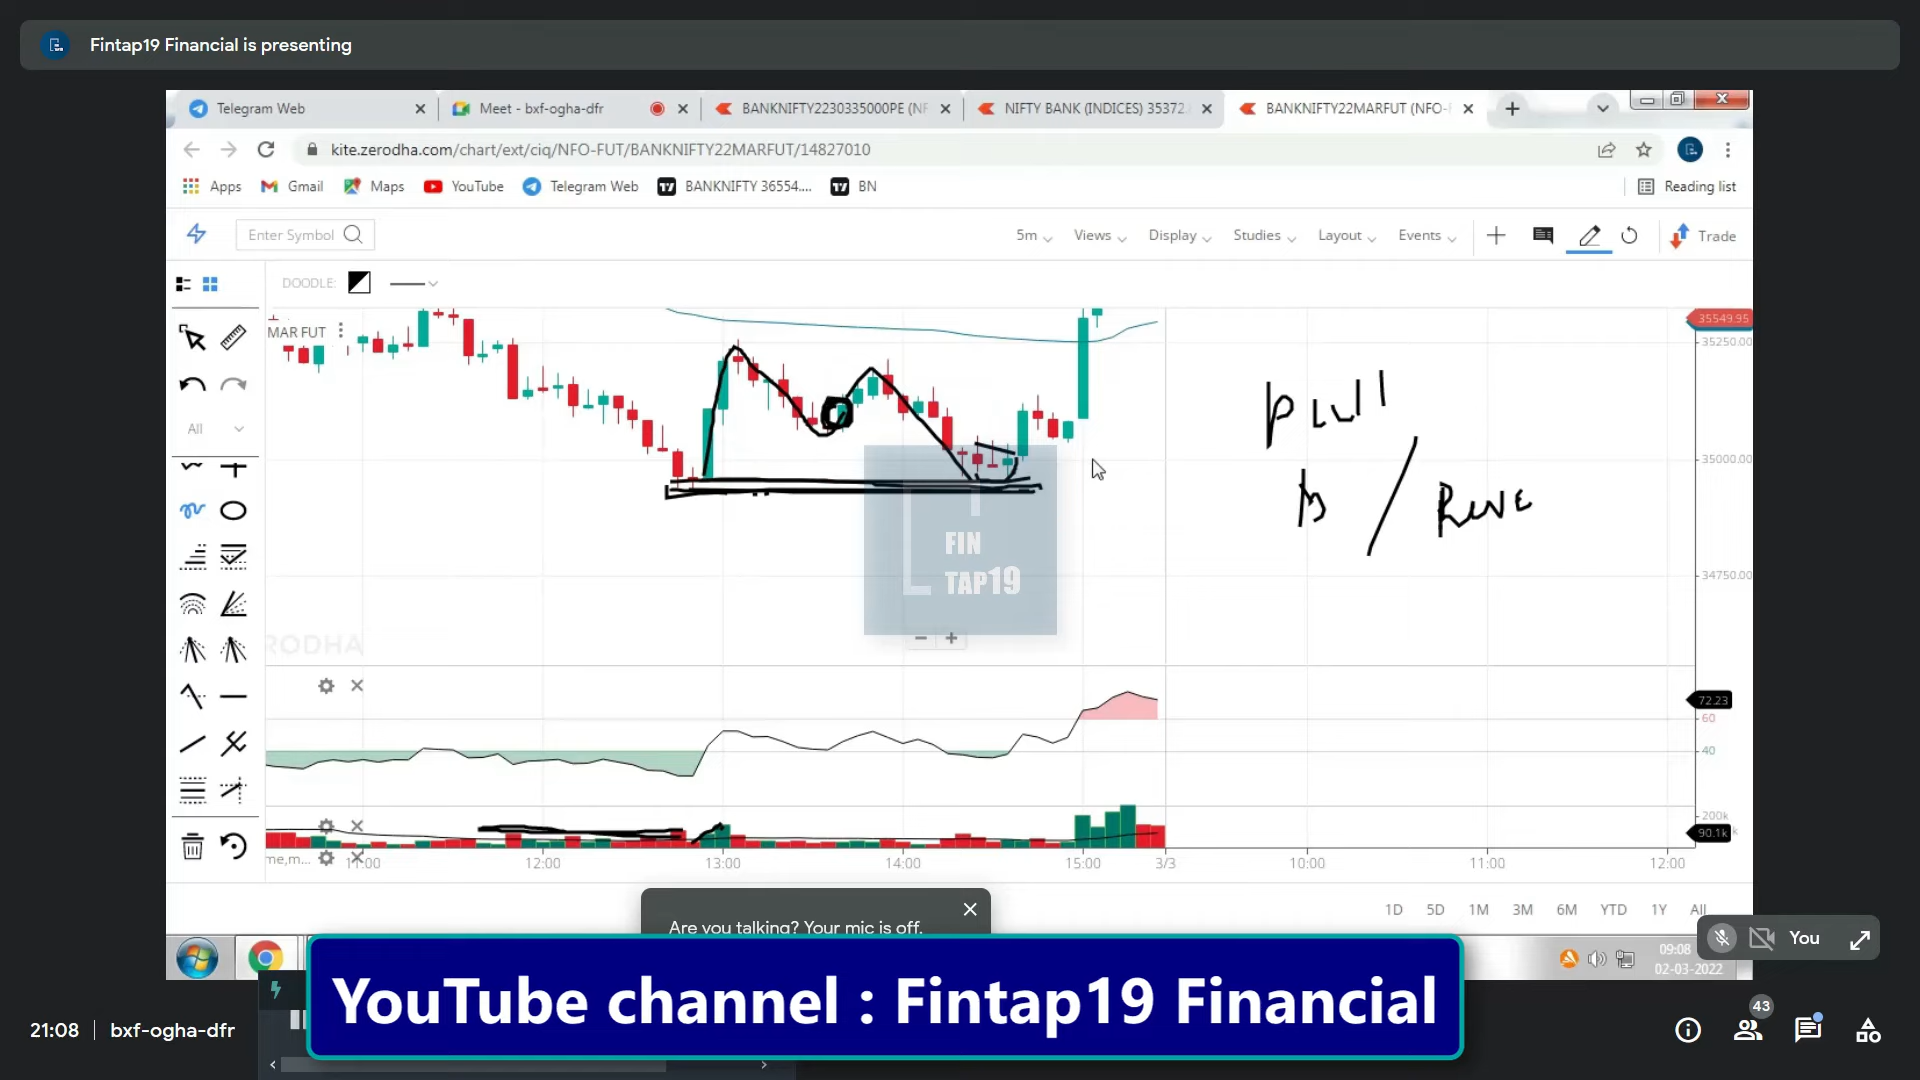 Fintap19 Financial is presenting
Telegram Web
Meet - bxf-ogha-dfr
BANKNIFTY2230335000PE (NF
NIFTY BANK (INDICES) 35372
BANKNIFTY22MARFUT (NFO-
kite.zerodha.com/chart/ext/ciq/NFO-FUT/BANKNIFTY22MARFUT/14827010
Apps
Gmail
Maps
YouTube
Telegram Web
BANKNIFTY 36554....
BN
Reading list
Enter Symbol
5m
Views
Display
Studies
Layout
Events
Trade
DOODLE:
MAR FUT
35549.95
35250.00
All
PULL
35000.00
B / Reve
FIN
TAP19
34750.00
RODHA
72.23
60
40
200k
90.1k
me,m...
11:00
12:00
13:00
14:00
15:00
3/3
10:00
11:00
12:00
1D
5D
1M
3M
6M
YTD
1Y
All
Are you talking? Your mic is off.
You
09:08
02-03-2022
YouTube channel : Fintap19 Financial
21:08
bxf-ogha-dfr
43